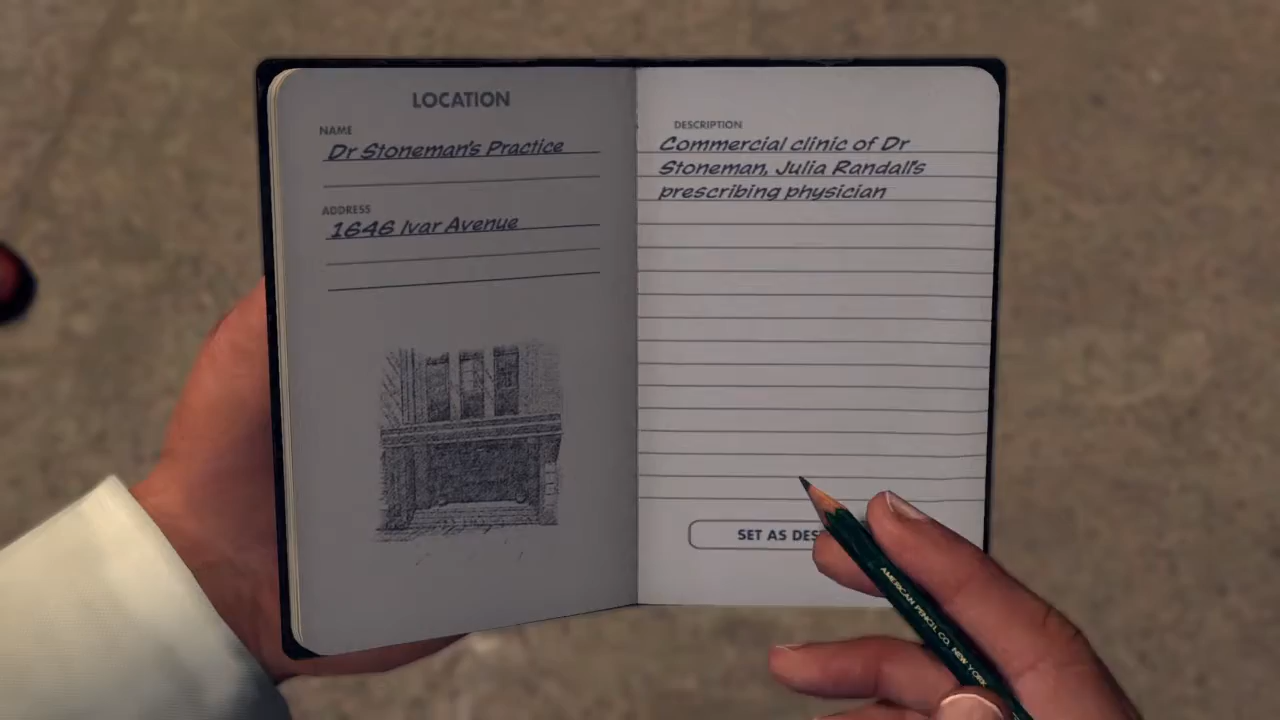 LOCATION
NAME
Dr Stoneman's Practice
ADDRESS
1646 Ivar Avenue
DESCRIPTION
Commercial clinic of Dr
Stoneman, Julia Randall's
prescribing physician
SET AS
AMERICAN PENCIL CO. NEW YORK